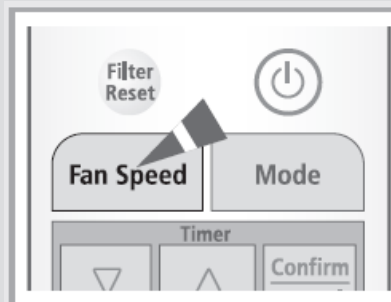 Filter
Reset
Fan Speed
Mode
Timer
Confirm